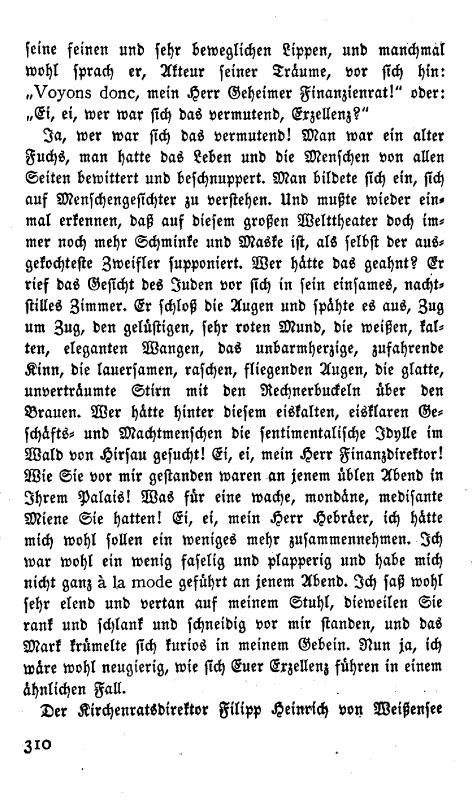 seine feinen und sehr beweglichen Lippen, und manchmal
wohl sprach er, Akteur seiner Träume, vor sich hin:
„Voyons donc, mein Herr Geheimer Finanzienrat!“ oder:
„Ei, ei, wer war sich das vermutend, Exzellenz?“
Ja, wer war sich das vermutend! Man war ein alter
Fuchs, man hatte das Leben und die Menschen von allen
Seiten bewittert und beschnuppert. Man bildete sich ein, sich
auf Menschengesichter zu verstehen. Und mußte wieder ein-
mal erkennen, daß auf diesem großen Welttheater doch im-
mer noch mehr Schminke und Maske ist, als selbst der aus-
gekochteste Zweifler supponiert. Wer hätte das geahnt? Er
rief das Gesicht des Juden vor sich in sein einsames, nacht-
stilles Zimmer. Er schloß die Augen und spähte es aus, Zug
um Zug, den gelüstigen, sehr roten Mund, die weißen, kal-
ten, eleganten Wangen, das unbarmherzige, zufahrende
Kinn, die lauersamen, raschen, fliegenden Augen, die glatte,
unverträumte Stirn mit den Rechnerbuckeln über den
Brauen. Wer hätte hinter diesem eiskalten, eisklaren Ge-
schäfts- und Machtmenschen die sentimentalische Idylle im
Wald von Hirsau gesucht! Ei, ei, mein Herr Finanzdirektor!
Wie Sie vor mir gestanden waren an jenem üblen Abend in
Ihrem Palais! Was für eine wache, mondäne, medisante
Miene Sie hatten! Ei, ei, mein Herr Hebräer, ich hätte
mich wohl sollen ein weniges mehr zusammennehmen. Ich
war wohl ein wenig faselig und plapperig und habe mich
nicht ganz à la mode geführt an jenem Abend. Ich saß wohl
sehr elend und vertan auf meinem Stuhl, dieweilen Sie
rank und schlank und schneidig vor mir standen, und das
Mark krümelte sich kurios in meinem Gebein. Nun ja, ich
wäre wohl neugierig, wie sich Euer Exzellenz führen in einem
ähnlichen Fall.
Der Kirchenratsdirektor Filipp Heinrich von Weißensee
310